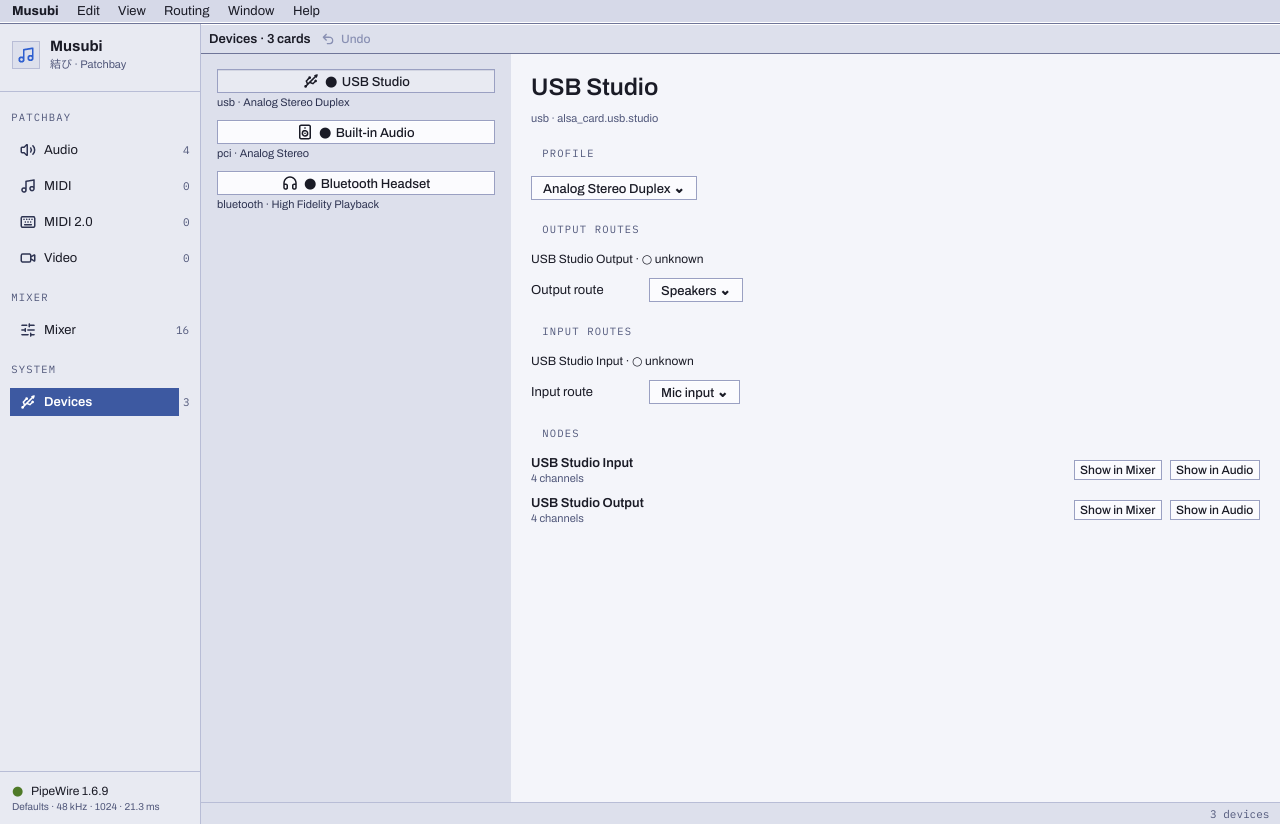 Musubi Edit View Routing Window Help
Musubi
結び · Patchbay
Devices · 3 cards Undo
PATCHBAY
Audio 4
MIDI 0
MIDI 2.0 0
Video 0
MIXER
Mixer 16
SYSTEM
Devices 3
PipeWire 1.6.9
Defaults · 48 kHz · 1024 · 21.3 ms
USB Studio
usb · Analog Stereo Duplex
Built-in Audio
pci · Analog Stereo
Bluetooth Headset
bluetooth · High Fidelity Playback
USB Studio
usb · alsa_card.usb.studio
PROFILE
Analog Stereo Duplex
OUTPUT ROUTES
USB Studio Output · ○ unknown
Output route Speakers
INPUT ROUTES
USB Studio Input · ○ unknown
Input route Mic input
NODES
USB Studio Input
4 channels
Show in Mixer Show in Audio
USB Studio Output
4 channels
Show in Mixer Show in Audio
3 devices